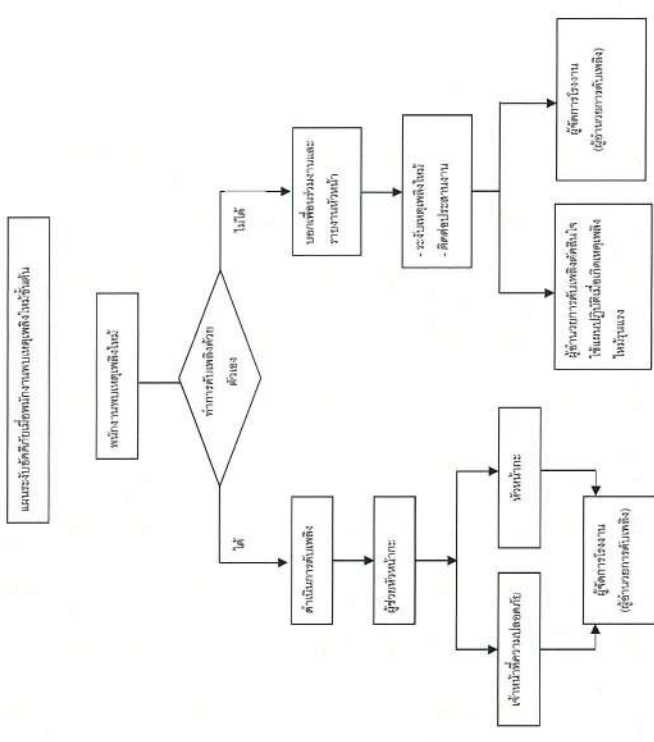 แผนระงับอัคคีภัยเมื่อพนักงานพบเหตุเพลิงไหม้ขั้นต้น
พนักงานพบเหตุเพลิงไหม้
ทำการดับเพลิงด้วย
ตัวเอง
ได้
ไม่ได้
ดำเนินการดับเพลิง
ผู้ช่วยหัวหน้ากะ
เจ้าหน้าที่ความปลอดภัย
หัวหน้ากะ
ผู้จัดการโรงงาน
(ผู้อำนวยการดับเพลิง)
บอกเพื่อนร่วมงานและ
รายงานหัวหน้า
- ระงับเหตุเพลิงไหม้
- ติดต่อประสานงาน
ผู้อำนวยการดับเพลิงตัดสินใจ
ใช้แผนปฏิบัติเมื่อเกิดเหตุเพลิง
ไหม้รุนแรง
ผู้จัดการโรงงาน
(ผู้อำนวยการดับเพลิง)